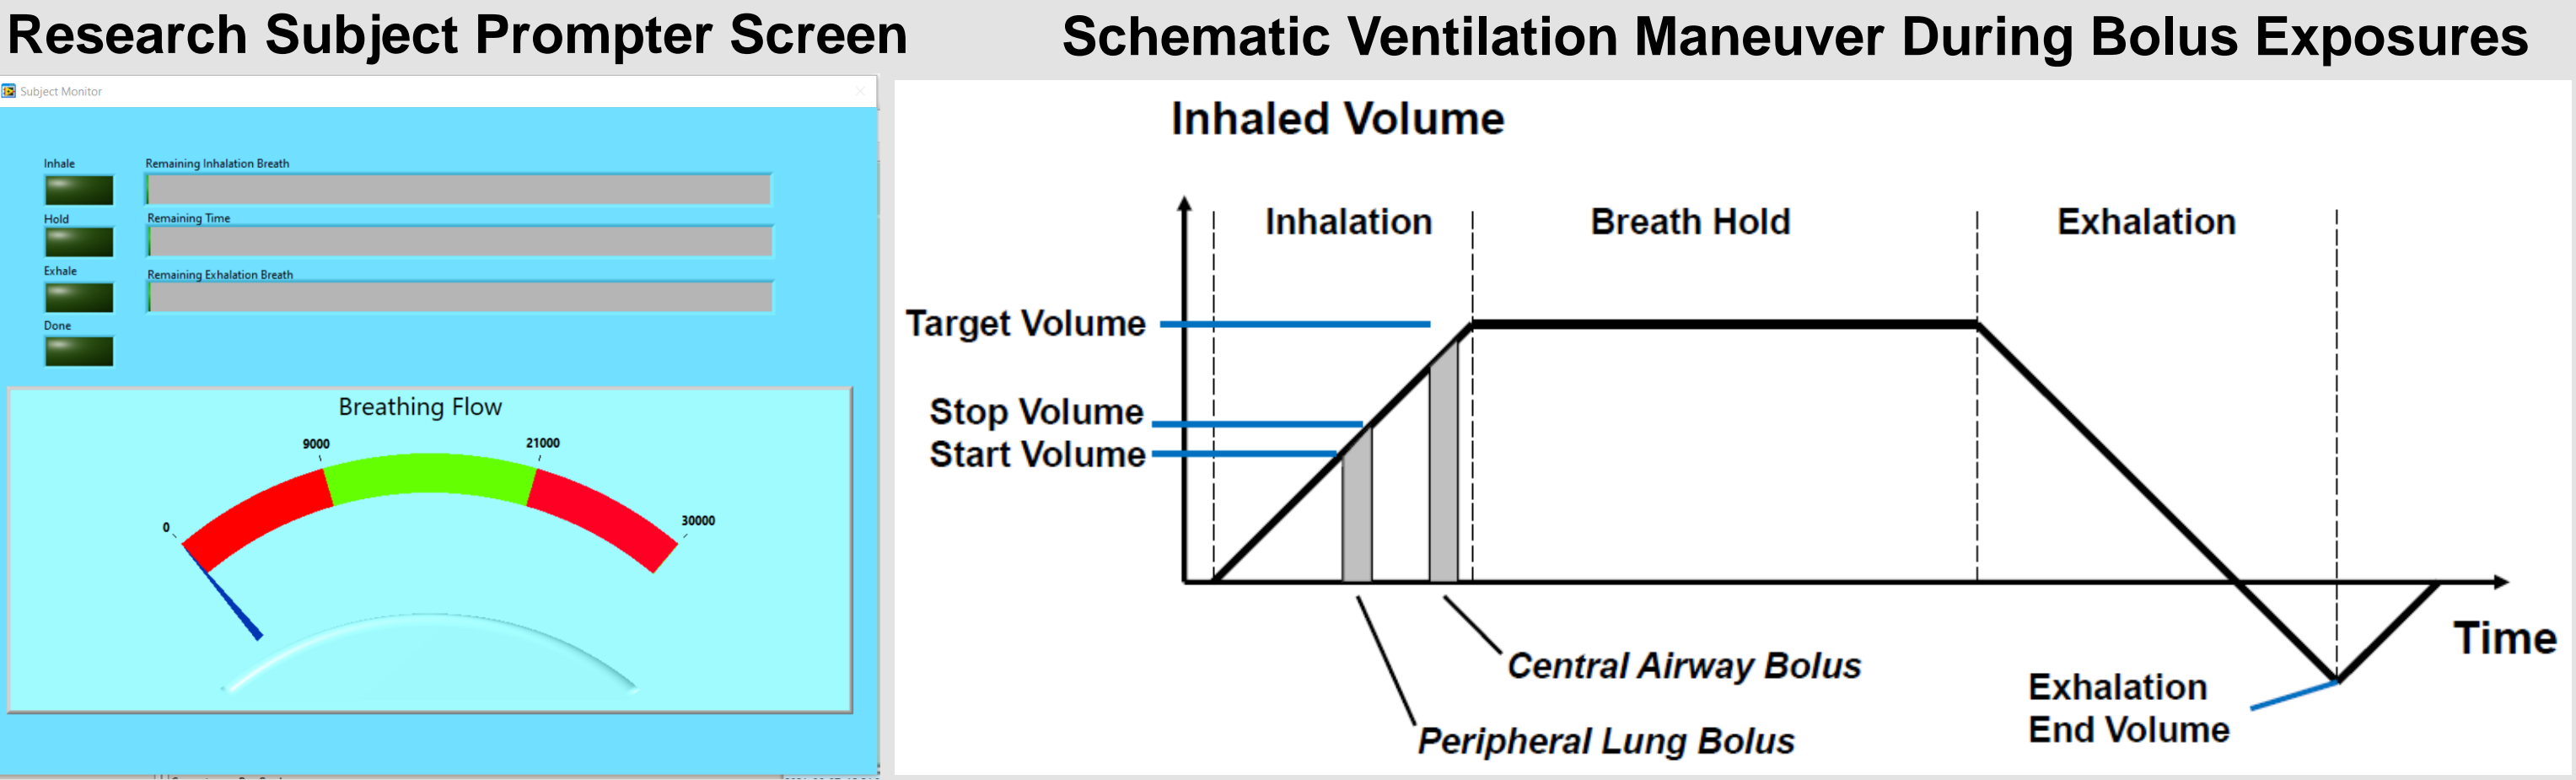 Research Subject Prompter Screen
Subject Monitor
Inhale
Remaining Inhalation Breath
Hold
Remaining Time
Exhale
Remaining Exhalation Breath
Done
Breathing Flow
0
9000
21000
30000
Schematic Ventilation Maneuver During Bolus Exposures
Inhaled Volume
Inhalation
Breath Hold
Exhalation
Target Volume
Stop Volume
Start Volume
Central Airway Bolus
Peripheral Lung Bolus
Time
Exhalation
End Volume